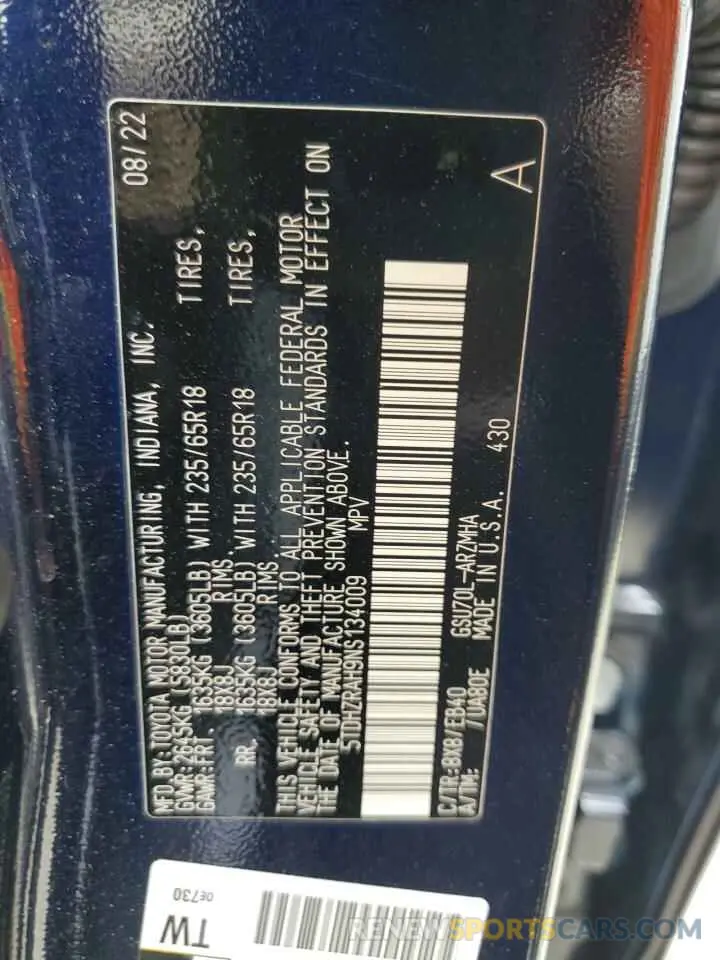 MFD.BY:TOYOTA MOTOR MANUFACTURING, INDIANA, INC. 08/22
GVWR:2645KG (5830LB)
GAWR:FRT 1635KG (3605LB) WITH 235/65R18 TIRES,
18X8J RIMS.
RR. 1635KG (3605LB) WITH 235/65R18 TIRES,
18X8J RIMS.
THIS VEHICLE CONFORMS TO ALL APPLICABLE FEDERAL MOTOR
VEHICLE SAFETY AND THEFT PREVENTION STANDARDS IN EFFECT ON
THE DATE OF MANUFACTURE SHOWN ABOVE.
5TDHZRAH9NS134009 MPV
C/TR:8X8/EB40 GSU70L-ARZMHA
A/TM: /UA80E MADE IN U.S.A. 430
A
TW
0E730
RENEWSPORTSCARS.COM